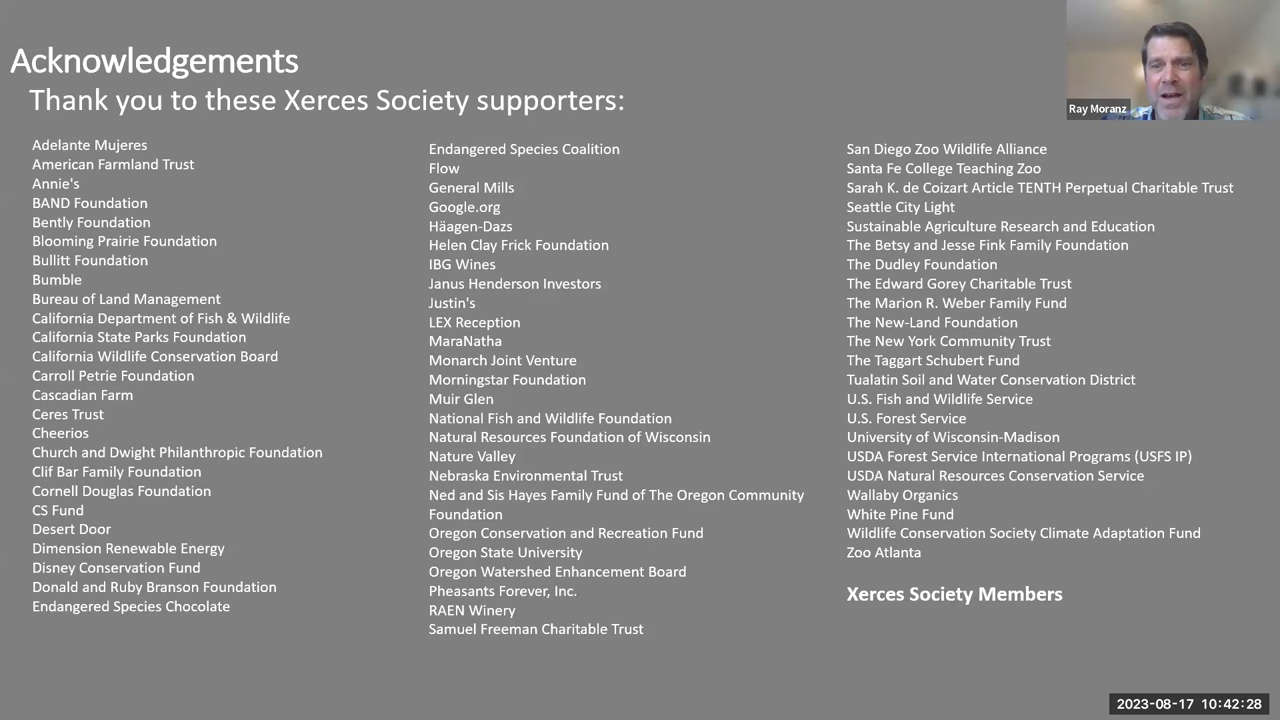 Acknowledgements
Thank you to these Xerces Society supporters:
Ray Moranz
Adelante Mujeres
American Farmland Trust
Annie's
BAND Foundation
Bently Foundation
Blooming Prairie Foundation
Bullitt Foundation
Bumble
Bureau of Land Management
California Department of Fish & Wildlife
California State Parks Foundation
California Wildlife Conservation Board
Carroll Petrie Foundation
Cascadian Farm
Ceres Trust
Cheerios
Church and Dwight Philanthropic Foundation
Clif Bar Family Foundation
Cornell Douglas Foundation
CS Fund
Desert Door
Dimension Renewable Energy
Disney Conservation Fund
Donald and Ruby Branson Foundation
Endangered Species Chocolate
Endangered Species Coalition
Flow
General Mills
Google.org
Häagen-Dazs
Helen Clay Frick Foundation
IBG Wines
Janus Henderson Investors
Justin's
LEX Reception
MaraNatha
Monarch Joint Venture
Morningstar Foundation
Muir Glen
National Fish and Wildlife Foundation
Natural Resources Foundation of Wisconsin
Nature Valley
Nebraska Environmental Trust
Ned and Sis Hayes Family Fund of The Oregon Community
Foundation
Oregon Conservation and Recreation Fund
Oregon State University
Oregon Watershed Enhancement Board
Pheasants Forever, Inc.
RAEN Winery
Samuel Freeman Charitable Trust
San Diego Zoo Wildlife Alliance
Santa Fe College Teaching Zoo
Sarah K. de Coizart Article TENTH Perpetual Charitable Trust
Seattle City Light
Sustainable Agriculture Research and Education
The Betsy and Jesse Fink Family Foundation
The Dudley Foundation
The Edward Gorey Charitable Trust
The Marion R. Weber Family Fund
The New-Land Foundation
The New York Community Trust
The Taggart Schubert Fund
Tualatin Soil and Water Conservation District
U.S. Fish and Wildlife Service
U.S. Forest Service
University of Wisconsin-Madison
USDA Forest Service International Programs (USFS IP)
USDA Natural Resources Conservation Service
Wallaby Organics
White Pine Fund
Wildlife Conservation Society Climate Adaptation Fund
Zoo Atlanta
Xerces Society Members
2023-08-17 10:42:28